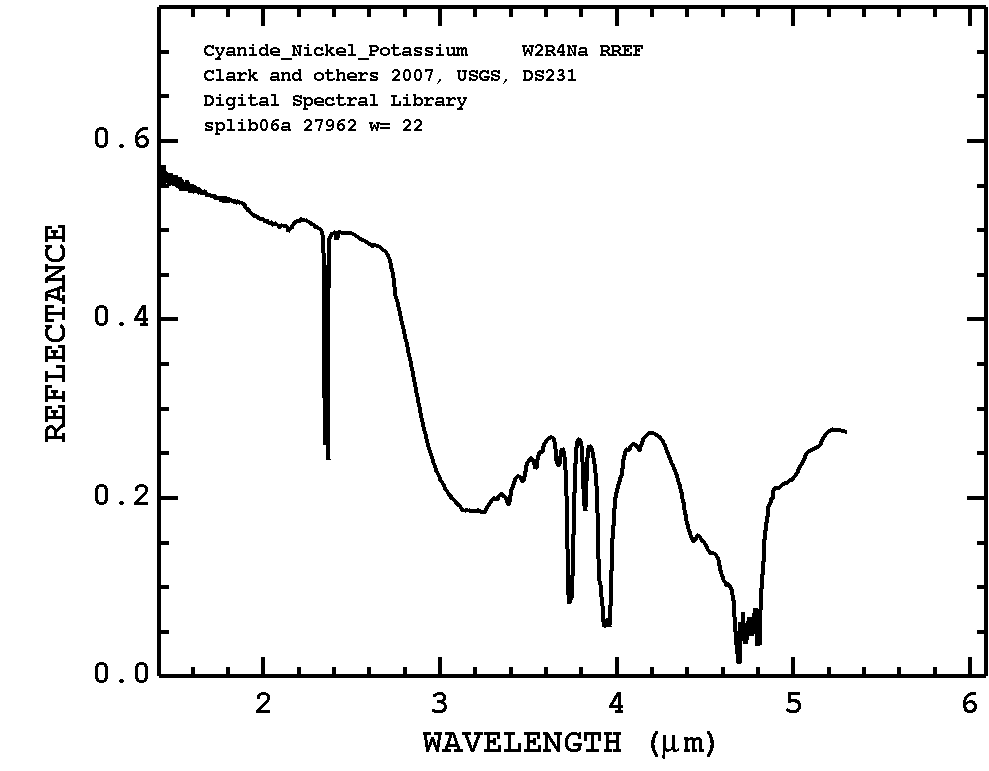 Cyanide_Nickel_Potassium W2R4Na RREF
Clark and others 2007, USGS, DS231
Digital Spectral Library
splib06a 27962 w= 22
0.6
0.4
0.2
0.0
REFLECTANCE
2 3 4 5 6
WAVELENGTH (μm)